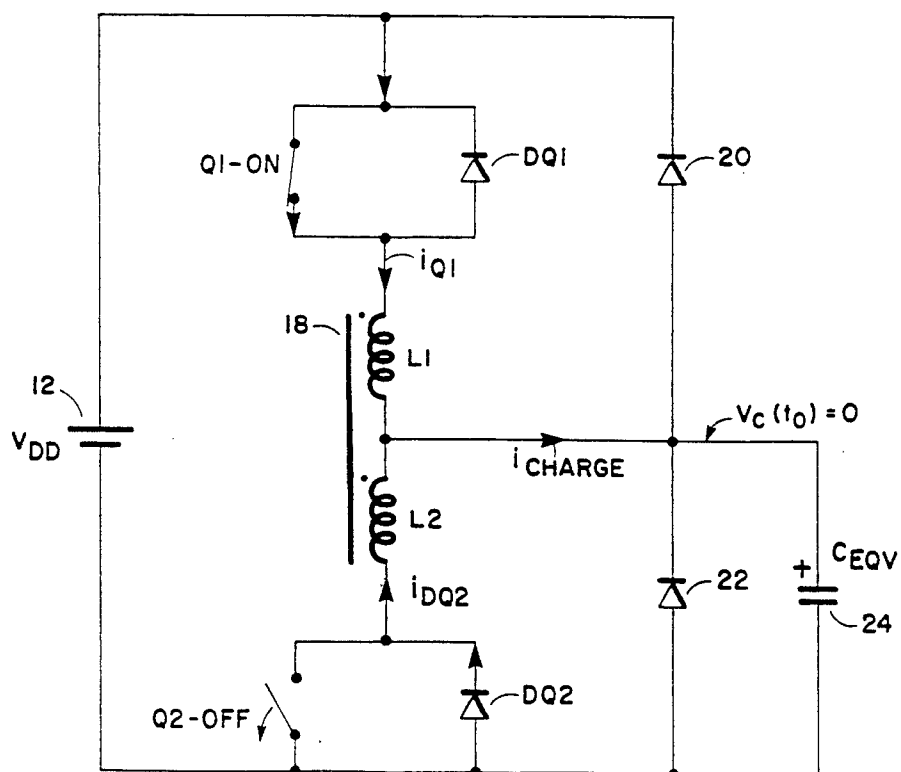 Q1-ON
DQ1
20
iQ1
18
L1
12
VDD
VC (t0) = 0
iCHARGE
L2
CEQV
+
22
24
iDQ2
Q2-OFF
DQ2